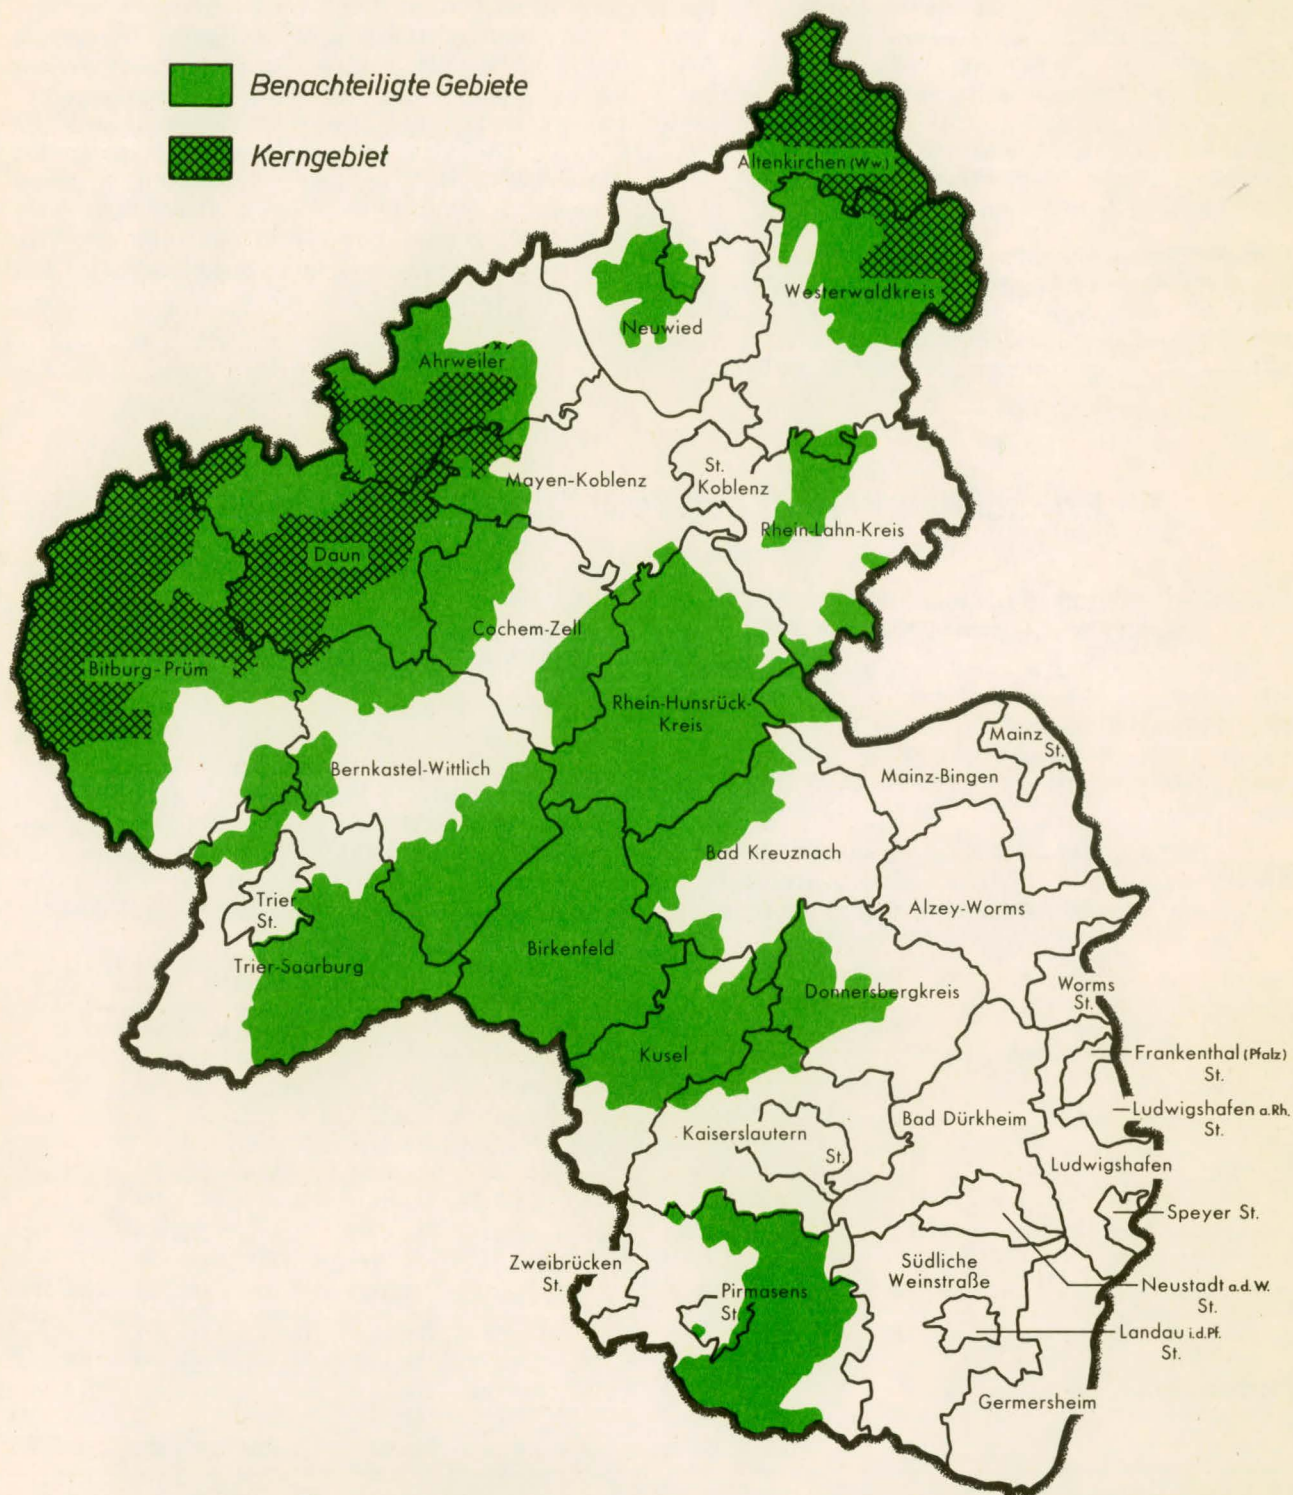 Benachteiligte Gebiete
Kerngebiet
Altenkirchen (Ww.)
Westerwaldkreis
Neuwied
Ahrweiler
Mayen-Koblenz
St.
Koblenz
Rhein-Lahn-Kreis
Daun
Cochem-Zell
Bitburg-Prüm
Rhein-Hunsrück-
Kreis
Bernkastel-Wittlich
Mainz
St.
Mainz-Bingen
Bad Kreuznach
Alzey-Worms
Trier
St.
Trier-Saarburg
Birkenfeld
Donnersbergkreis
Worms
St.
Kusel
Frankenthal (Pfalz)
St.
Ludwigshafen a.Rh.
St.
Bad Dürkheim
Kaiserslautern
St.
Ludwigshafen
Speyer St.
Zweibrücken
St.
Südliche
Weinstraße
Pirmasens
St.
Neustadt a.d.W.
St.
Landau i.d.Pf.
St.
Germersheim